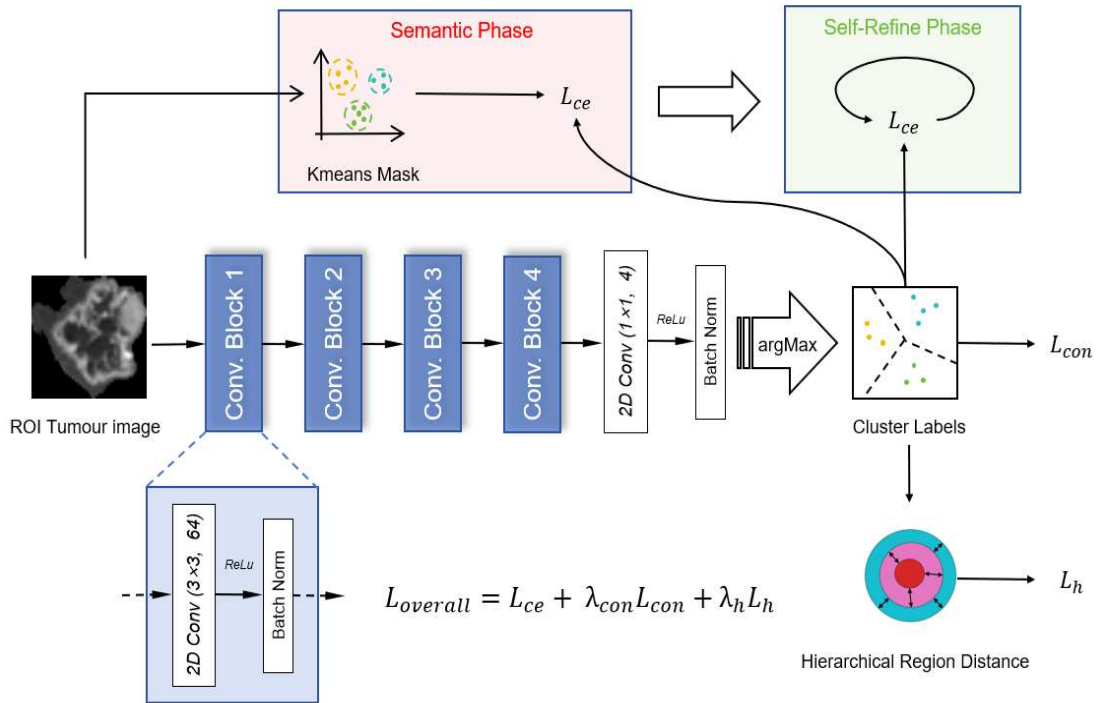 Semantic Phase
Self-Refine Phase
L_ce
L_ce
Kmeans Mask
Conv. Block 1
Conv. Block 2
Conv. Block 3
Conv. Block 4
2D Conv (1×1, 4)
ReLu
Batch Norm
argMax
L_con
ROI Tumour image
Cluster Labels
2D Conv (3×3, 64)
ReLu
Batch Norm
L_overall = L_ce + λ_con L_con + λ_h L_h
L_h
Hierarchical Region Distance